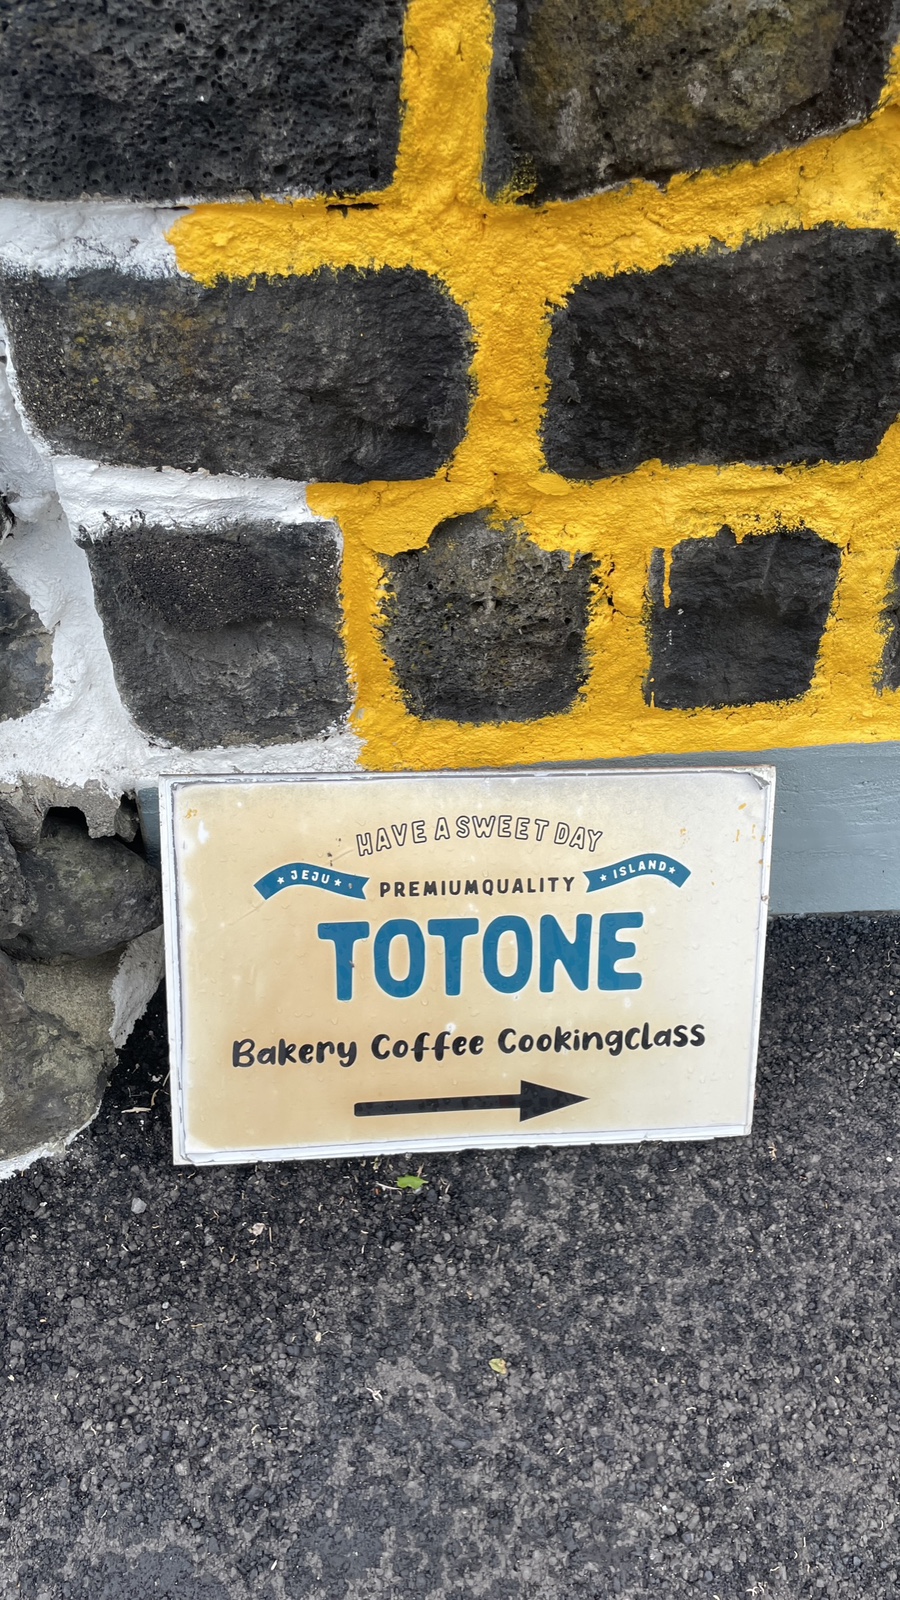 HAVE A SWEET DAY
★ JEJU ★ PREMIUMQUALITY ★ ISLAND ★
TOTONE
Bakery Coffee Cookingclass